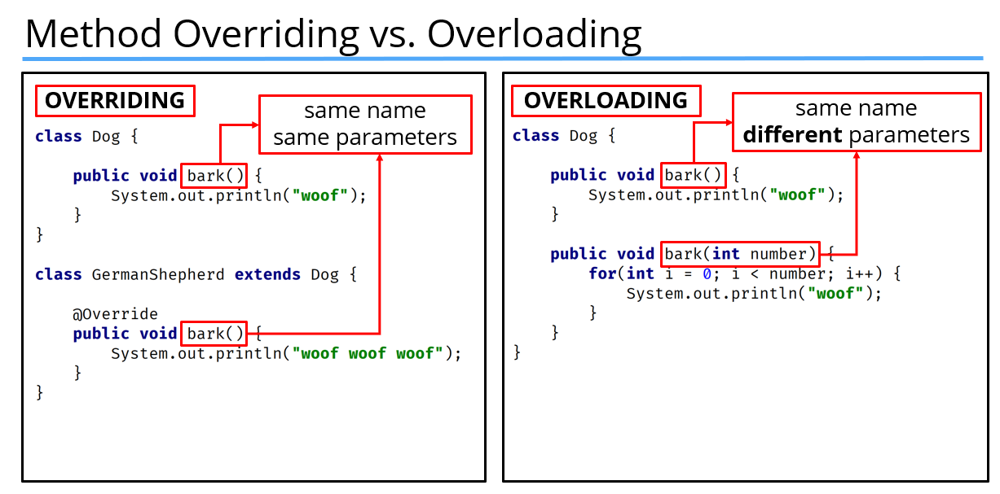 Method Overriding vs. Overloading
OVERRIDING
same name
same parameters
class Dog {
public void bark() {
System.out.println("woof");
}
}
class GermanShepherd extends Dog {
@Override
public void bark() {
System.out.println("woof woof woof");
}
}
OVERLOADING
same name
different parameters
class Dog {
public void bark() {
System.out.println("woof");
}
public void bark(int number) {
for(int i = 0; i < number; i++) {
System.out.println("woof");
}
}
}